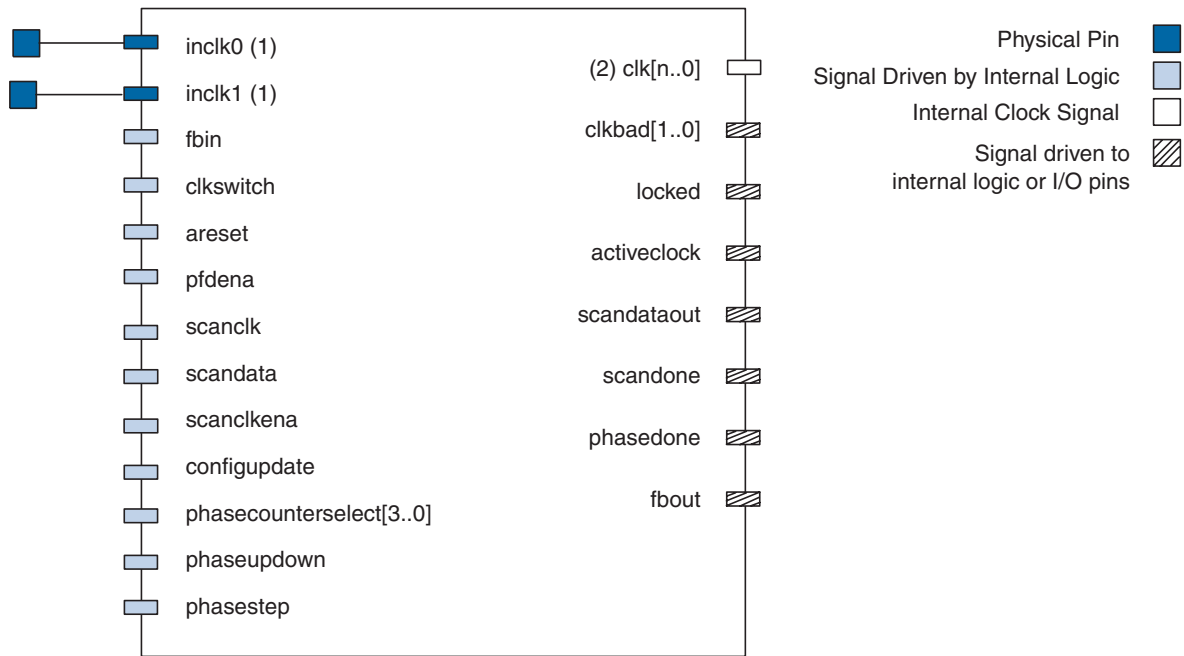 inclk0 (1)
inclk1 (1)
fbin
clkswitch
areset
pfdena
scanclk
scandata
scanclkena
configupdate
phasecounterselect[3..0]
phaseupdown
phasestep
(2) clk[n..0]
clkbad[1..0]
locked
activeclock
scandataout
scandone
phasedone
fbout
Physical Pin
Signal Driven by Internal Logic
Internal Clock Signal
Signal driven to
internal logic or I/O pins